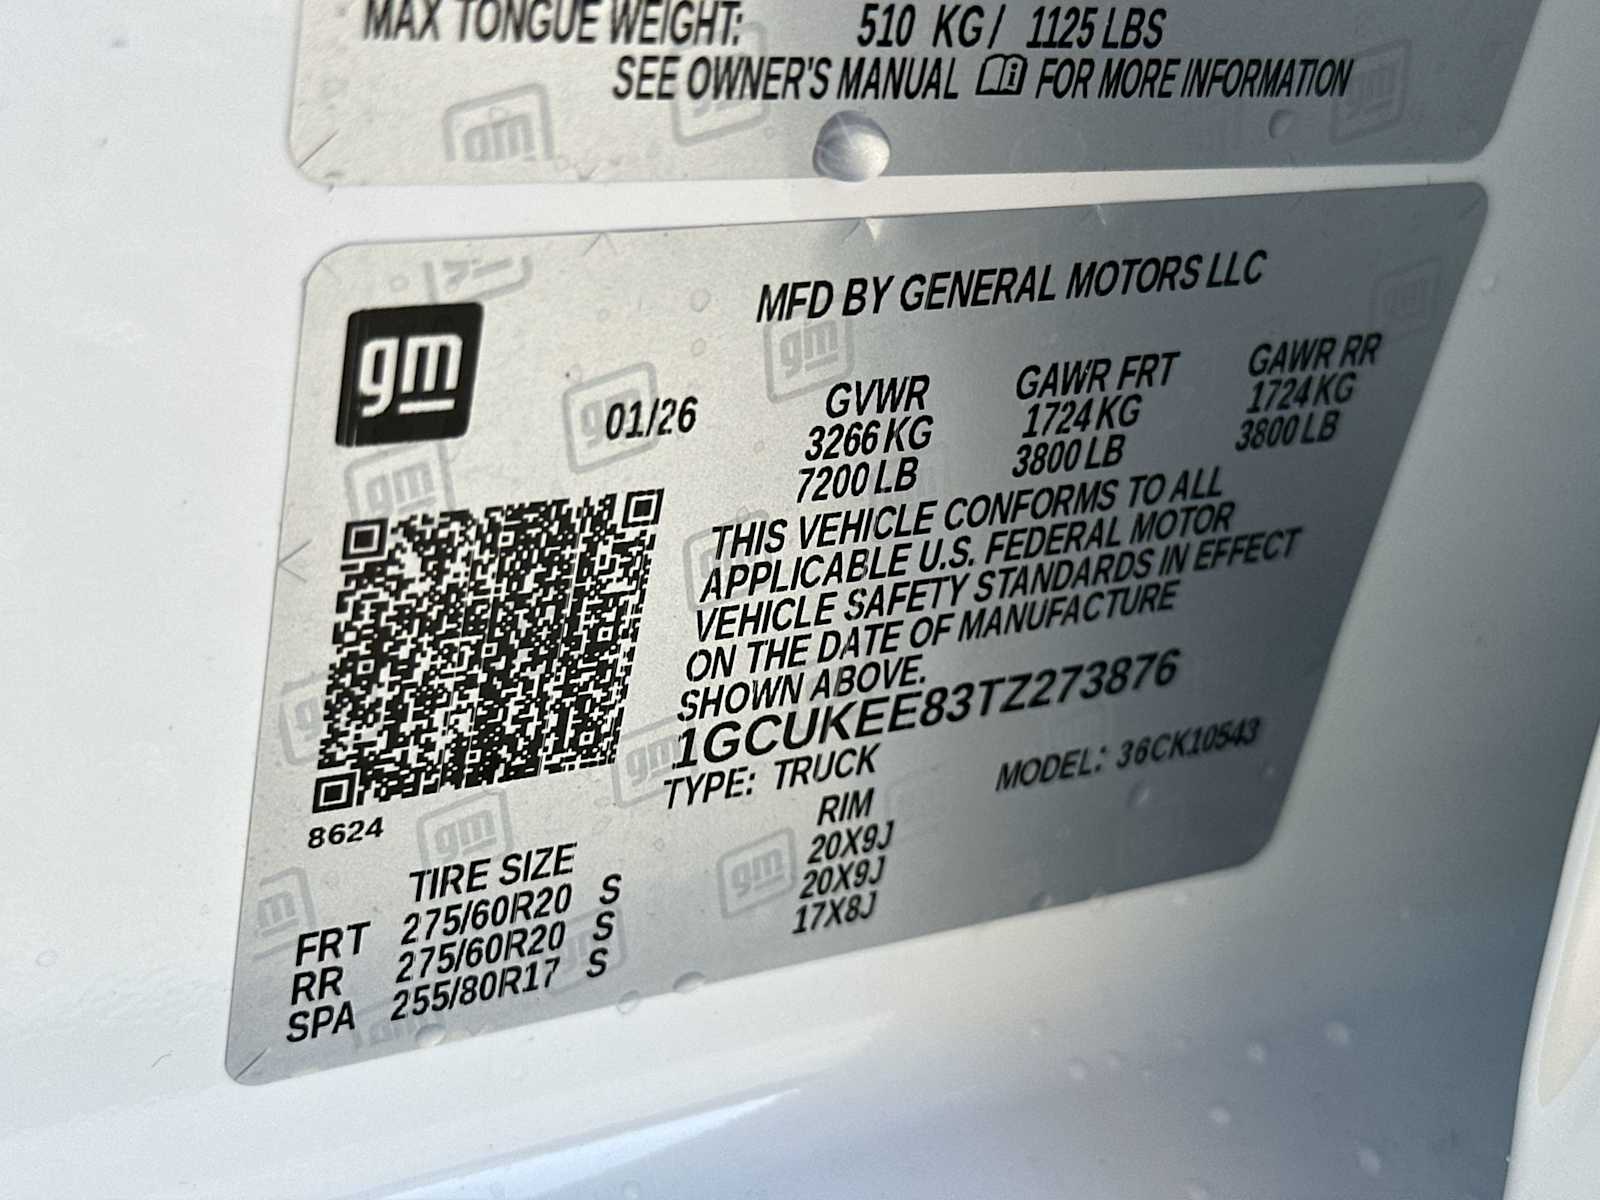 MAX TONGUE WEIGHT: 510 KG / 1125 LBS
SEE OWNER'S MANUAL FOR MORE INFORMATION
gm
MFD BY GENERAL MOTORS LLC
01/26
GVWR GAWR FRT GAWR RR
3266 KG 1724 KG 1724 KG
7200 LB 3800 LB 3800 LB
THIS VEHICLE CONFORMS TO ALL
APPLICABLE U.S. FEDERAL MOTOR
VEHICLE SAFETY STANDARDS IN EFFECT
ON THE DATE OF MANUFACTURE
SHOWN ABOVE.
1GCUKEE83TZ273876
TYPE: TRUCK MODEL: 36CK10543
8624
TIRE SIZE RIM
FRT 275/60R20 S 20X9J
RR 275/60R20 S 20X9J
SPA 255/80R17 S 17X8J